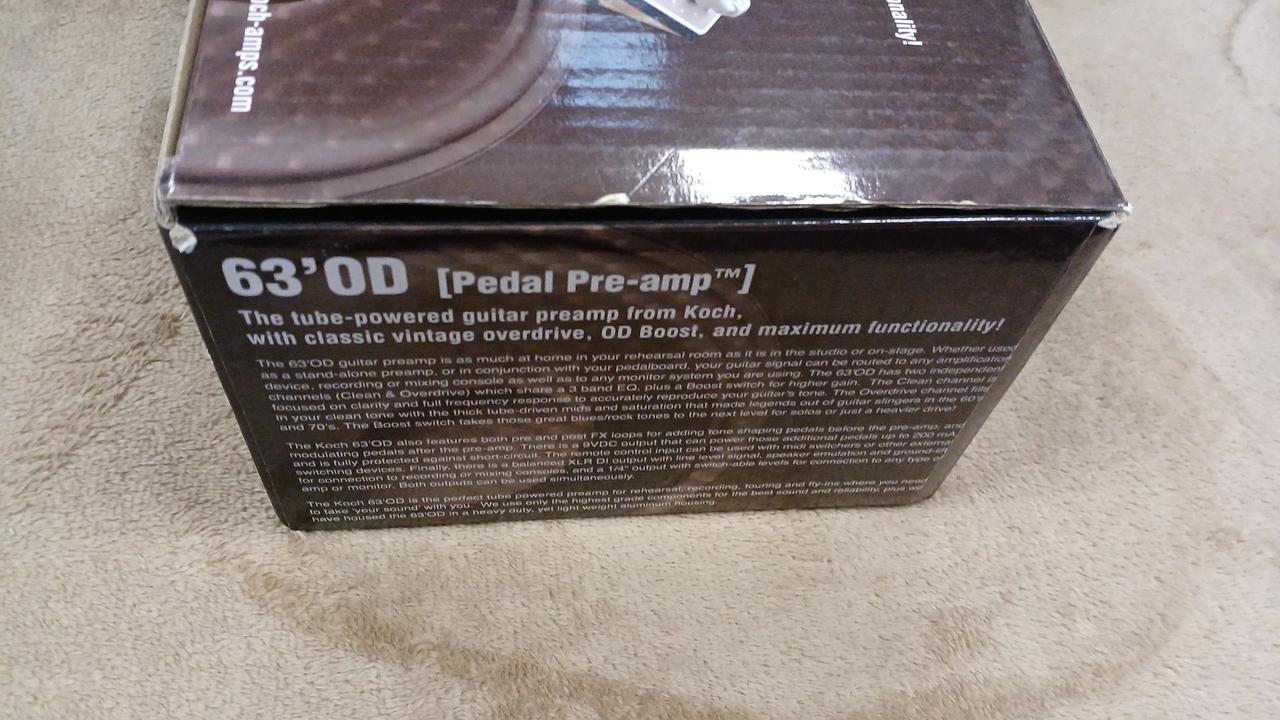 och-amps.com
nality!
63'OD [Pedal Pre-amp™]
The tube-powered guitar preamp from Koch,
with classic vintage overdrive, OD Boost, and maximum functionality!
The 63'OD guitar preamp is as much at home in your rehearsal room as it is in the studio or on-stage. Whether used
as a stand-alone preamp, or in conjunction with your pedalboard, your guitar signal can be routed to any amplification
device, recording or mixing console as well as to any monitor system you are using. The 63'OD has two independent
channels (Clean & Overdrive) which share a 3 band EQ, plus a Boost switch for higher gain. The Clean channel is
focused on clarity and full frequency response to accurately reproduce your guitar's tone. The Overdrive channel fills
in your clean tone with the thick tube-driven mids and saturation that made legends out of guitar slingers in the 60's
and 70's. The Boost switch takes those great blues/rock tones to the next level for solos or just a heavier drive!
The Koch 63'OD also features both pre and post FX loops for adding tone shaping pedals before the pre-amp, and
modulating pedals after the pre-amp. There is a 9VDC output that can power those additional pedals up to 200 mA
and is fully protected against short-circuit. The remote control input can be used with midi switchers or other external
switching devices. Finally, there is a balanced XLR DI output with line level signal, speaker emulation and ground-lift
for connection to recording or mixing consoles, and a 1/4" output with switch-able levels for connection to any type of
amp or monitor. Both outputs can be used simultaneously.
The Koch 63'OD is the perfect tube powered preamp for rehearsal, recording, touring and fly-ins where you need
to take 'your sound' with you. We use only the highest grade components for the best sound and reliability, plus we
have housed the 63'OD in a heavy duty, yet light weight aluminum housing.